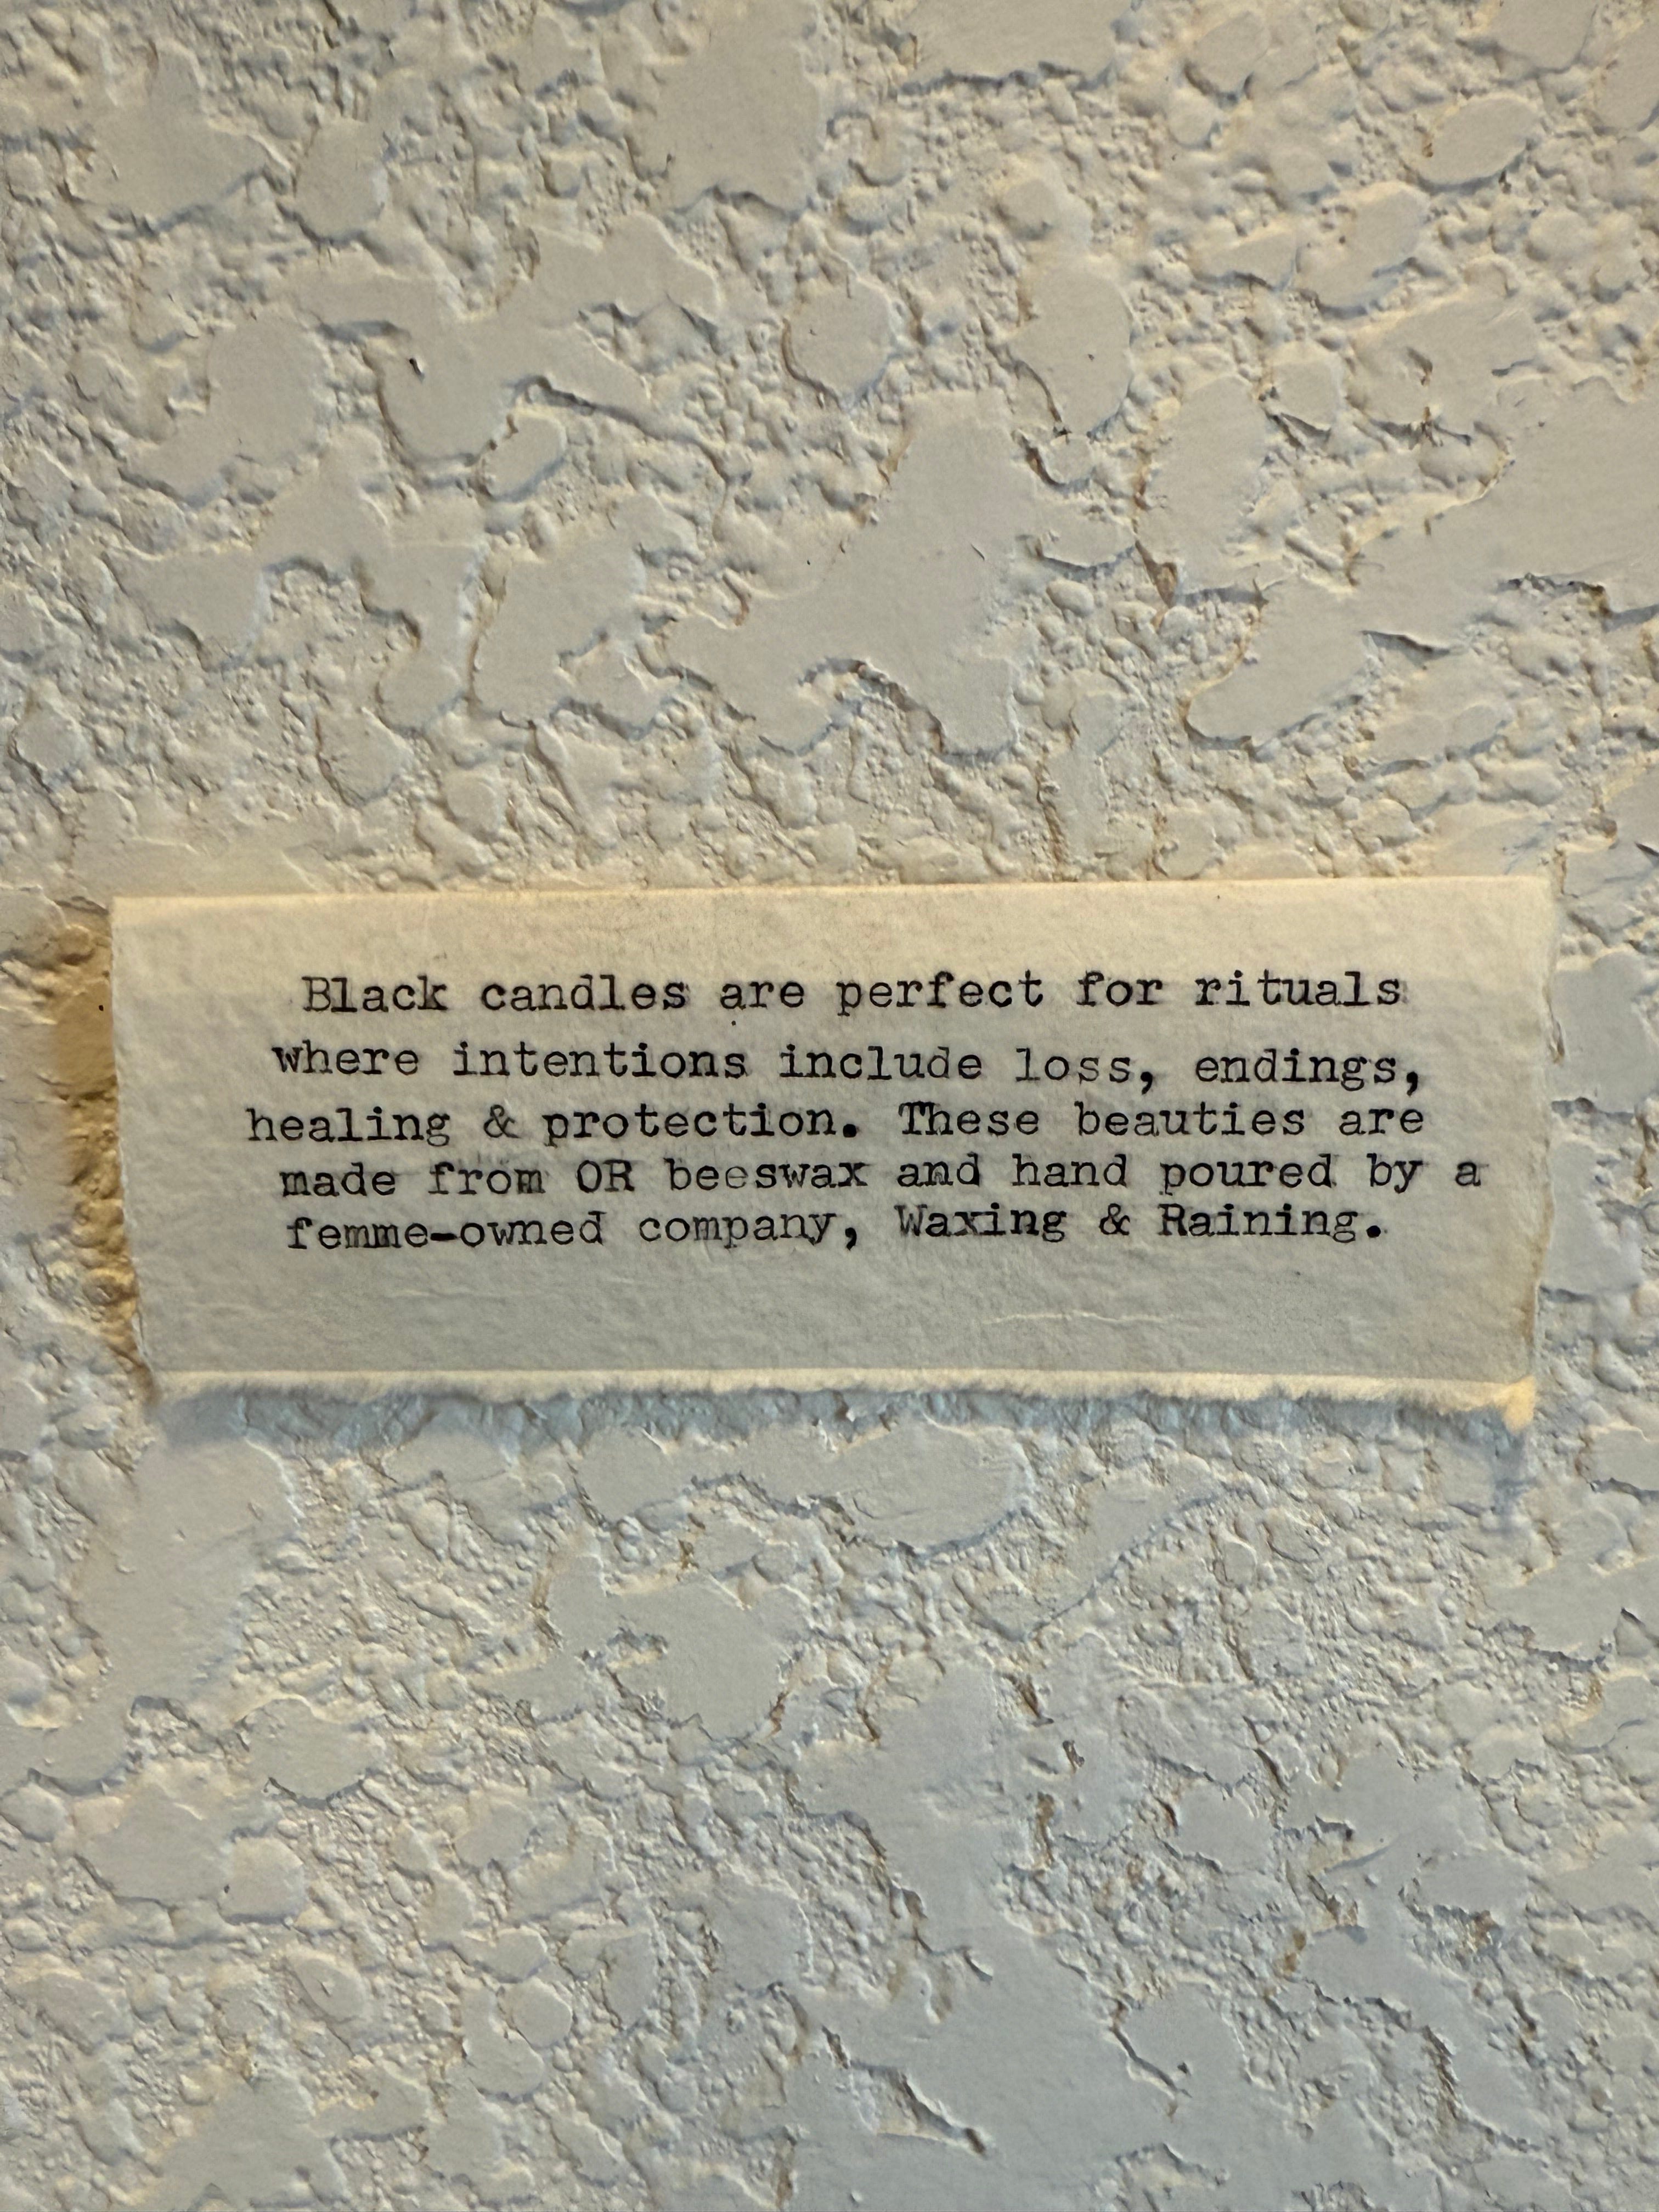 Black candles are perfect for rituals
where intentions include loss, endings,
healing & protection. These beauties are
made from OR beeswax and hand poured by a
femme-owned company, Waxing & Raining.